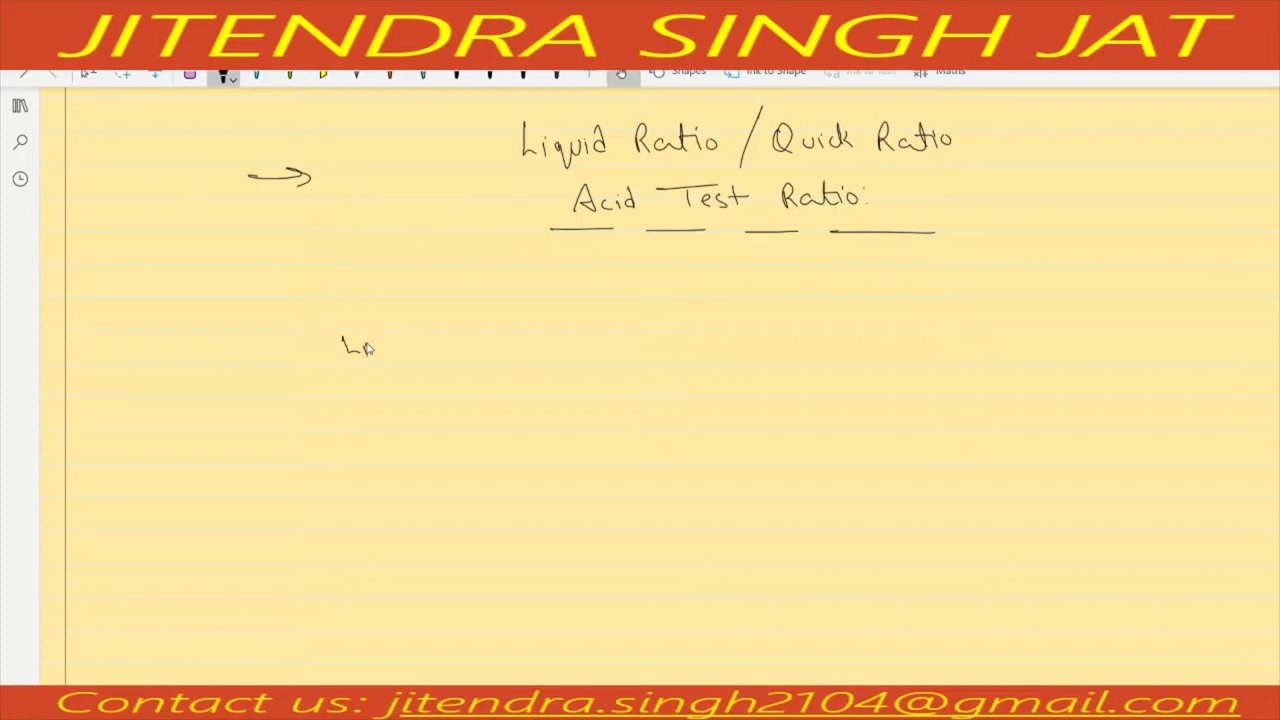 JITENDRA SINGH JAT
Liquid Ratio / Quick Ratio
Acid Test Ratio:
Contact us: jitendra.singh2104@gmail.com